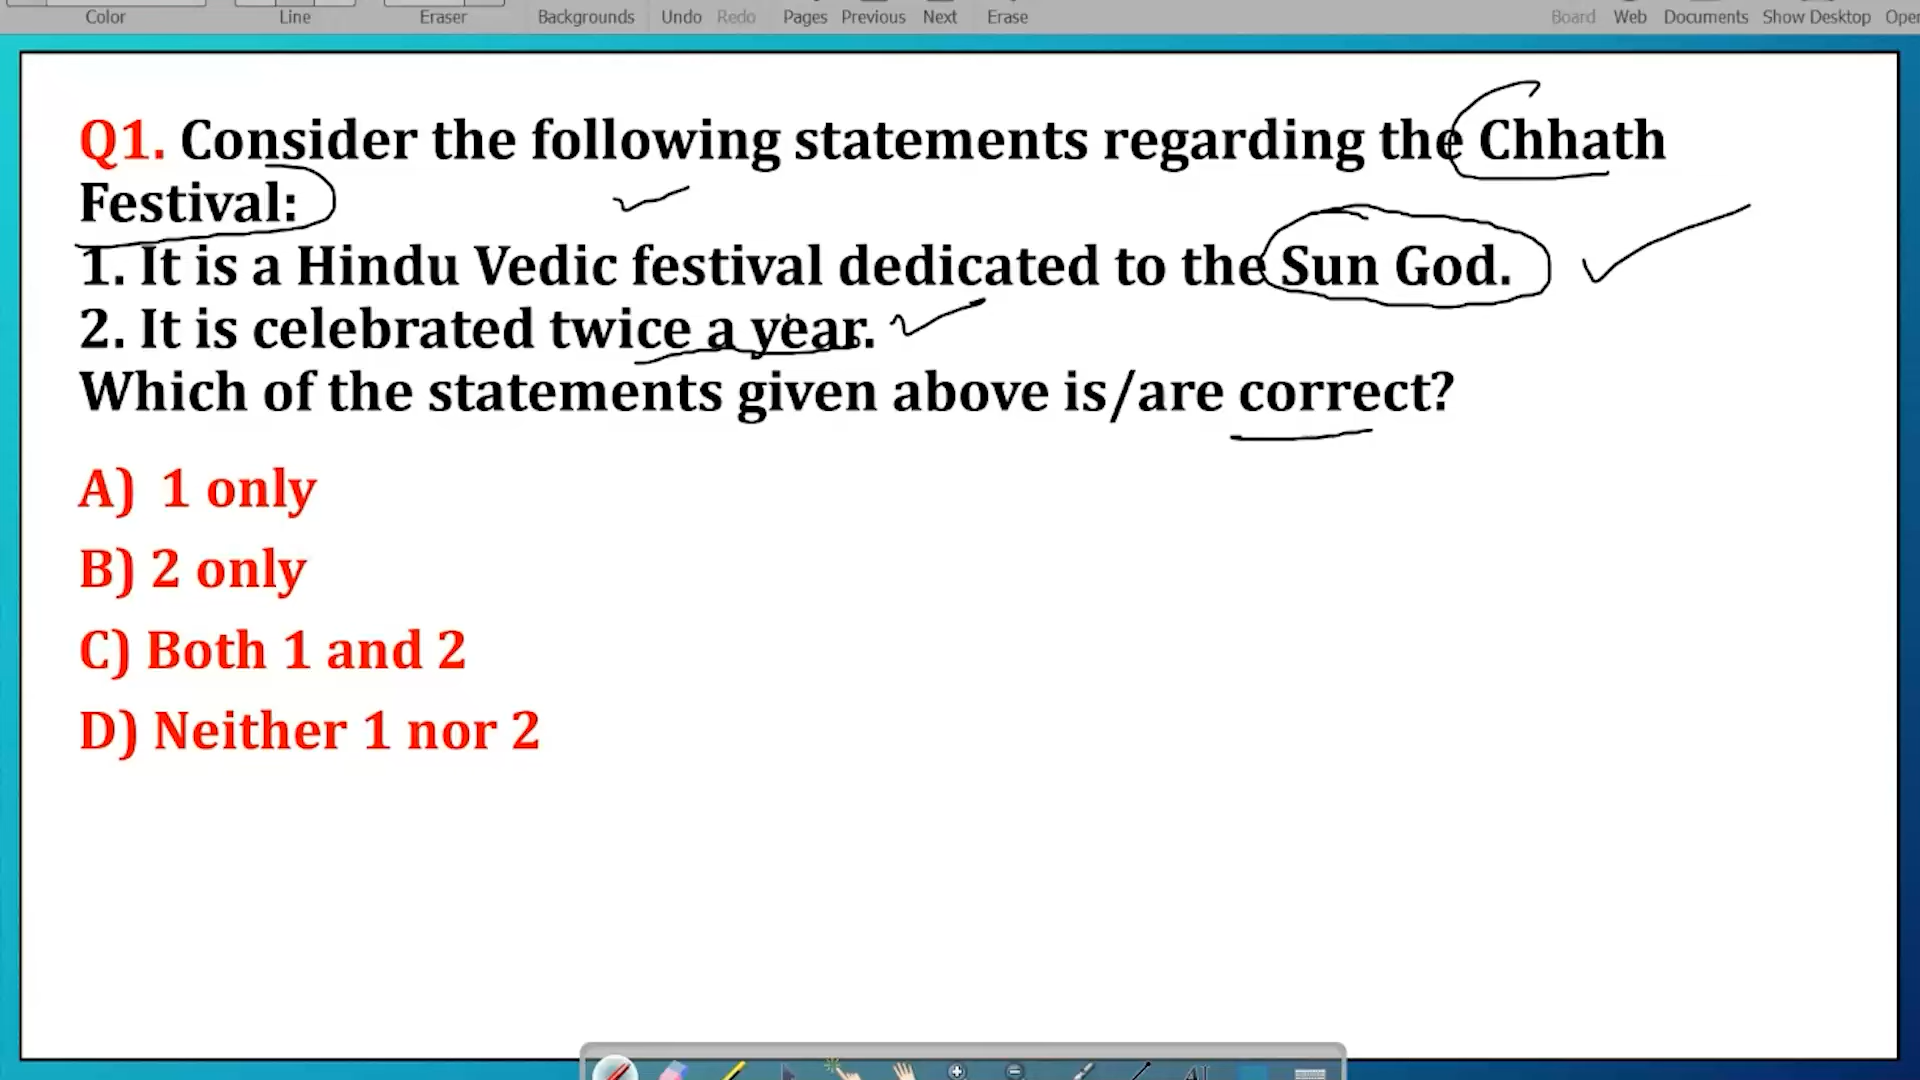 Color Line Eraser Backgrounds Undo Redo Pages Previous Next Erase Board Web Documents Show Desktop Oper
Q1. Consider the following statements regarding the Chhath
Festival:
1. It is a Hindu Vedic festival dedicated to the Sun God.
2. It is celebrated twice a year.
Which of the statements given above is/are correct?
A) 1 only
B) 2 only
C) Both 1 and 2
D) Neither 1 nor 2